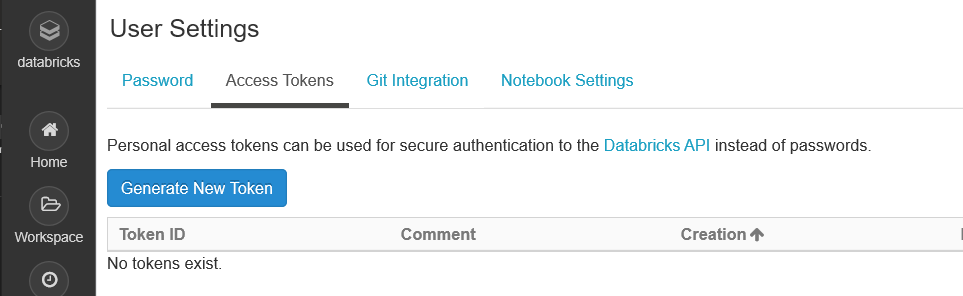 User Settings
databricks
Password Access Tokens Git Integration Notebook Settings
Home
Personal access tokens can be used for secure authentication to the Databricks API instead of passwords.
Generate New Token
Workspace
Token ID Comment Creation
No tokens exist.